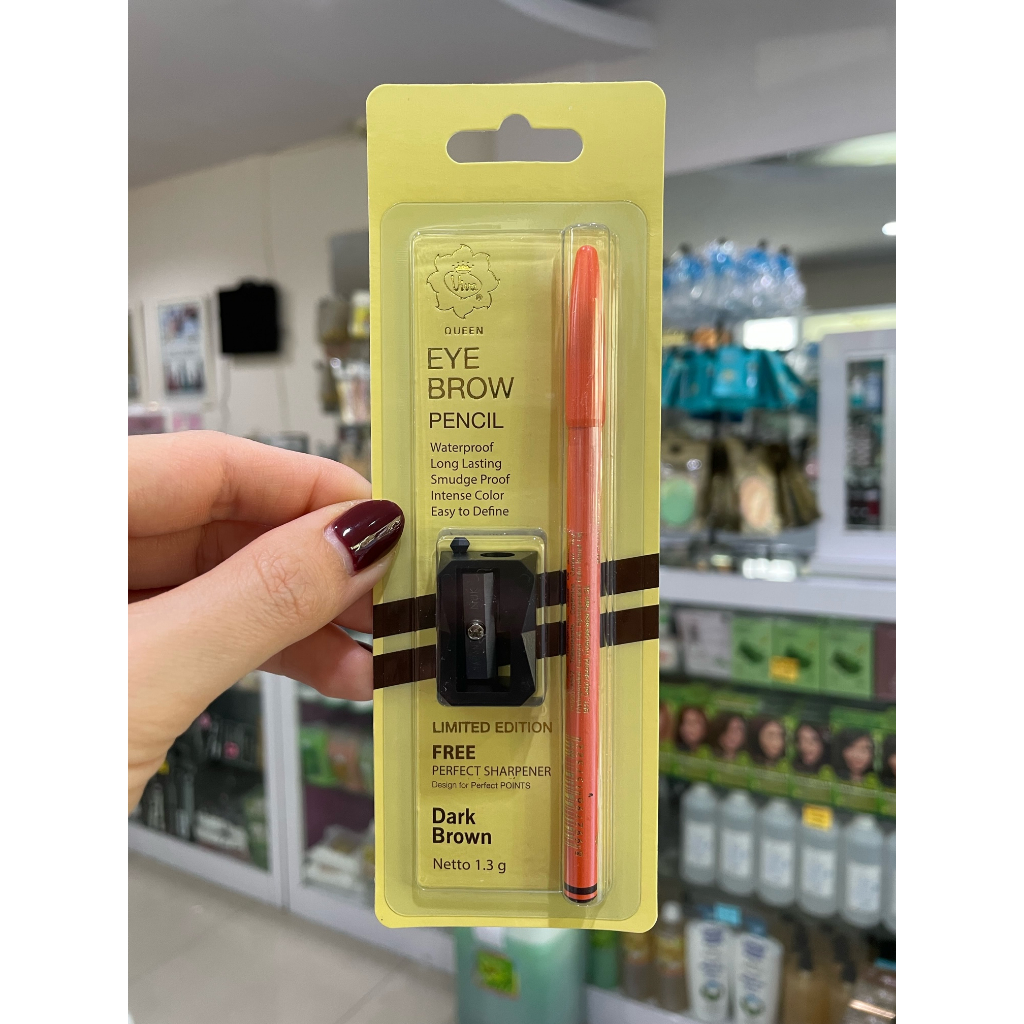 Viva
®
QUEEN
EYE
BROW
PENCIL
Waterproof
Long Lasting
Smudge Proof
Intense Color
Easy to Define
LIMITED EDITION
FREE
PERFECT SHARPENER
Design for Perfect POINTS
Dark
Brown
Netto 1.3 g